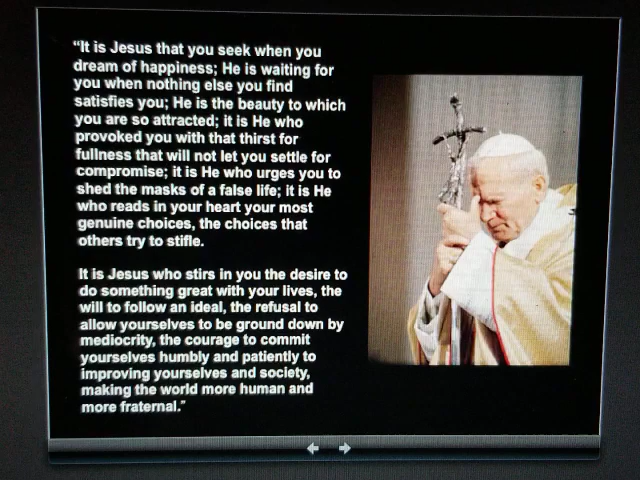 “It is Jesus that you seek when you
dream of happiness; He is waiting for
you when nothing else you find
satisfies you; He is the beauty to which
you are so attracted; it is He who
provoked you with that thirst for
fullness that will not let you settle for
compromise; it is He who urges you to
shed the masks of a false life; it is He
who reads in your heart your most
genuine choices, the choices that
others try to stifle.
It is Jesus who stirs in you the desire to
do something great with your lives, the
will to follow an ideal, the refusal to
allow yourselves to be ground down by
mediocrity, the courage to commit
yourselves humbly and patiently to
improving yourselves and society,
making the world more human and
more fraternal.”